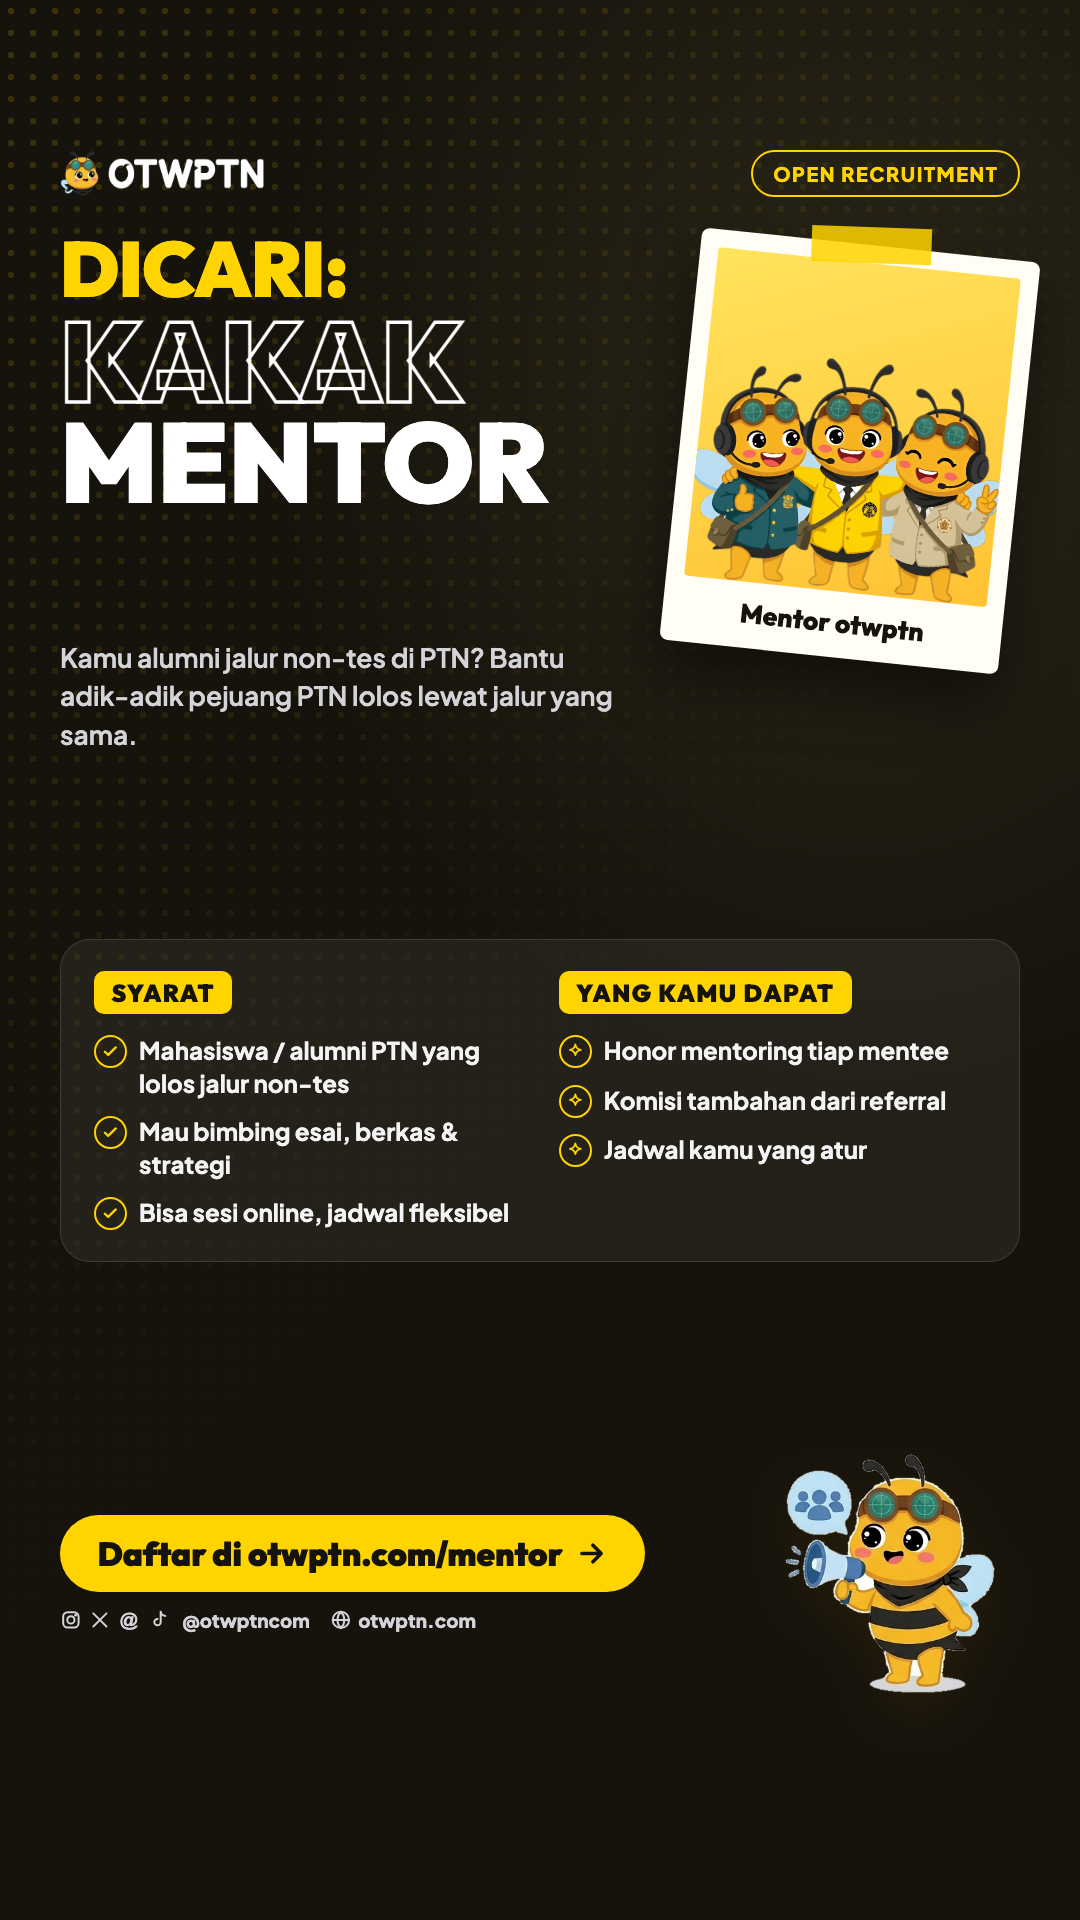 OTWPTN
OPEN RECRUITMENT
DICARI:
KAKAK
MENTOR
Mentor otwptn
Kamu alumni jalur non-tes di PTN? Bantu
adik-adik pejuang PTN lolos lewat jalur yang
sama.
SYARAT
Mahasiswa / alumni PTN yang
lolos jalur non-tes
Mau bimbing esai, berkas &
strategi
Bisa sesi online, jadwal fleksibel
YANG KAMU DAPAT
Honor mentoring tiap mentee
Komisi tambahan dari referral
Jadwal kamu yang atur
Daftar di otwptn.com/mentor →
@otwptncom otwptn.com